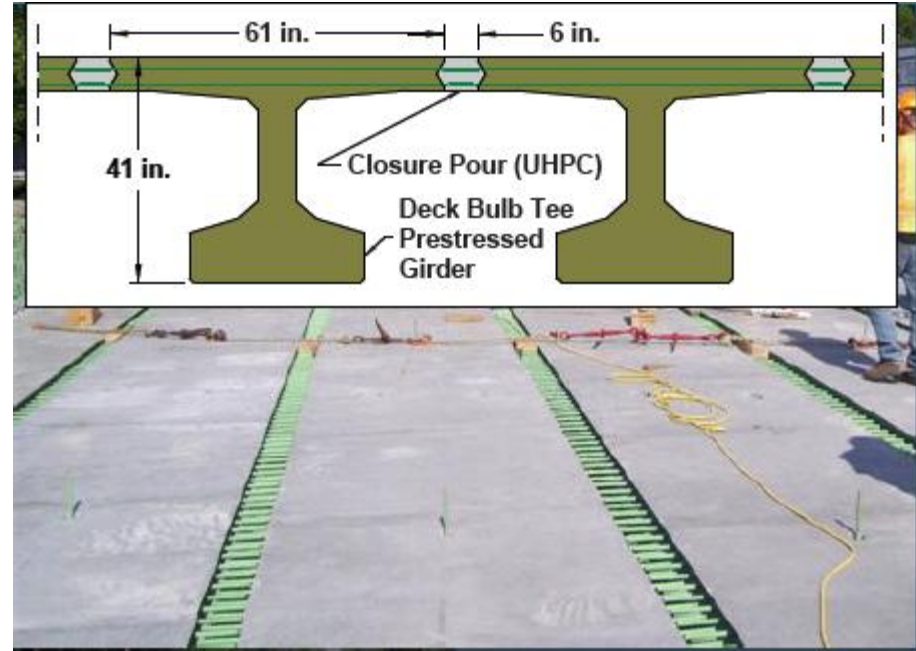 61 in.
6 in.
41 in.
Closure Pour (UHPC)
Deck Bulb Tee
Prestressed
Girder